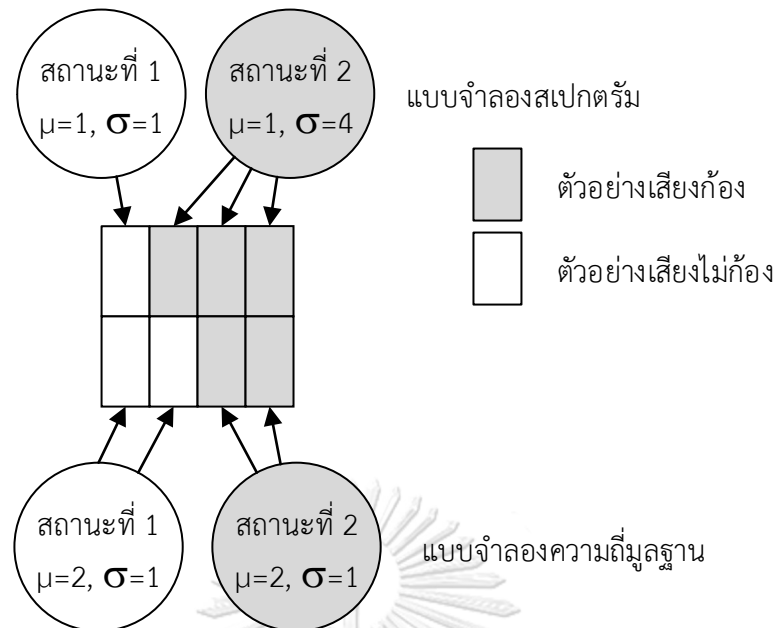 สถานะที่ 1
μ=1, σ=1
สถานะที่ 2
μ=1, σ=4
แบบจำลองสเปกตรัม
ตัวอย่างเสียงก้อง
ตัวอย่างเสียงไม่ก้อง
สถานะที่ 1
μ=2, σ=1
สถานะที่ 2
μ=2, σ=1
แบบจำลองความถี่มูลฐาน